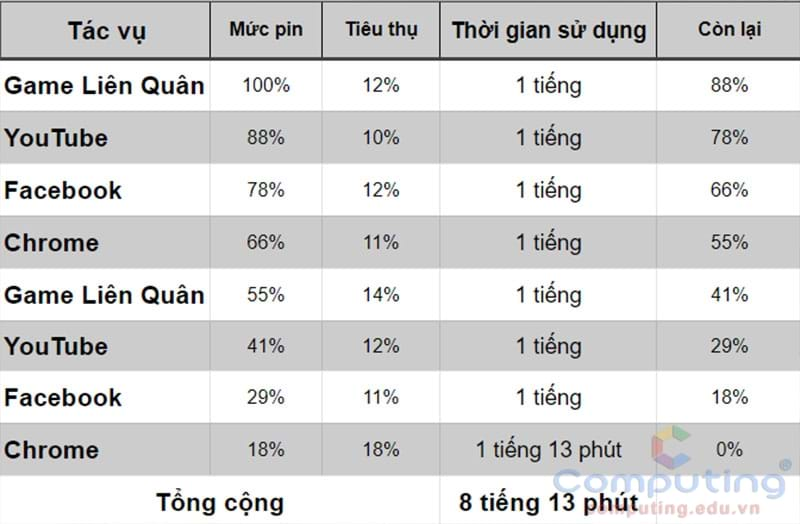 Tác vụ Mức pin Tiêu thụ Thời gian sử dụng Còn lại
Game Liên Quân 100% 12% 1 tiếng 88%
YouTube 88% 10% 1 tiếng 78%
Facebook 78% 12% 1 tiếng 66%
Chrome 66% 11% 1 tiếng 55%
Game Liên Quân 55% 14% 1 tiếng 41%
YouTube 41% 12% 1 tiếng 29%
Facebook 29% 11% 1 tiếng 18%
Chrome 18% 18% 1 tiếng 13 phút 0%
Computing®
Tổng cộng 8 tiếng 13 phút
computing.edu.vn